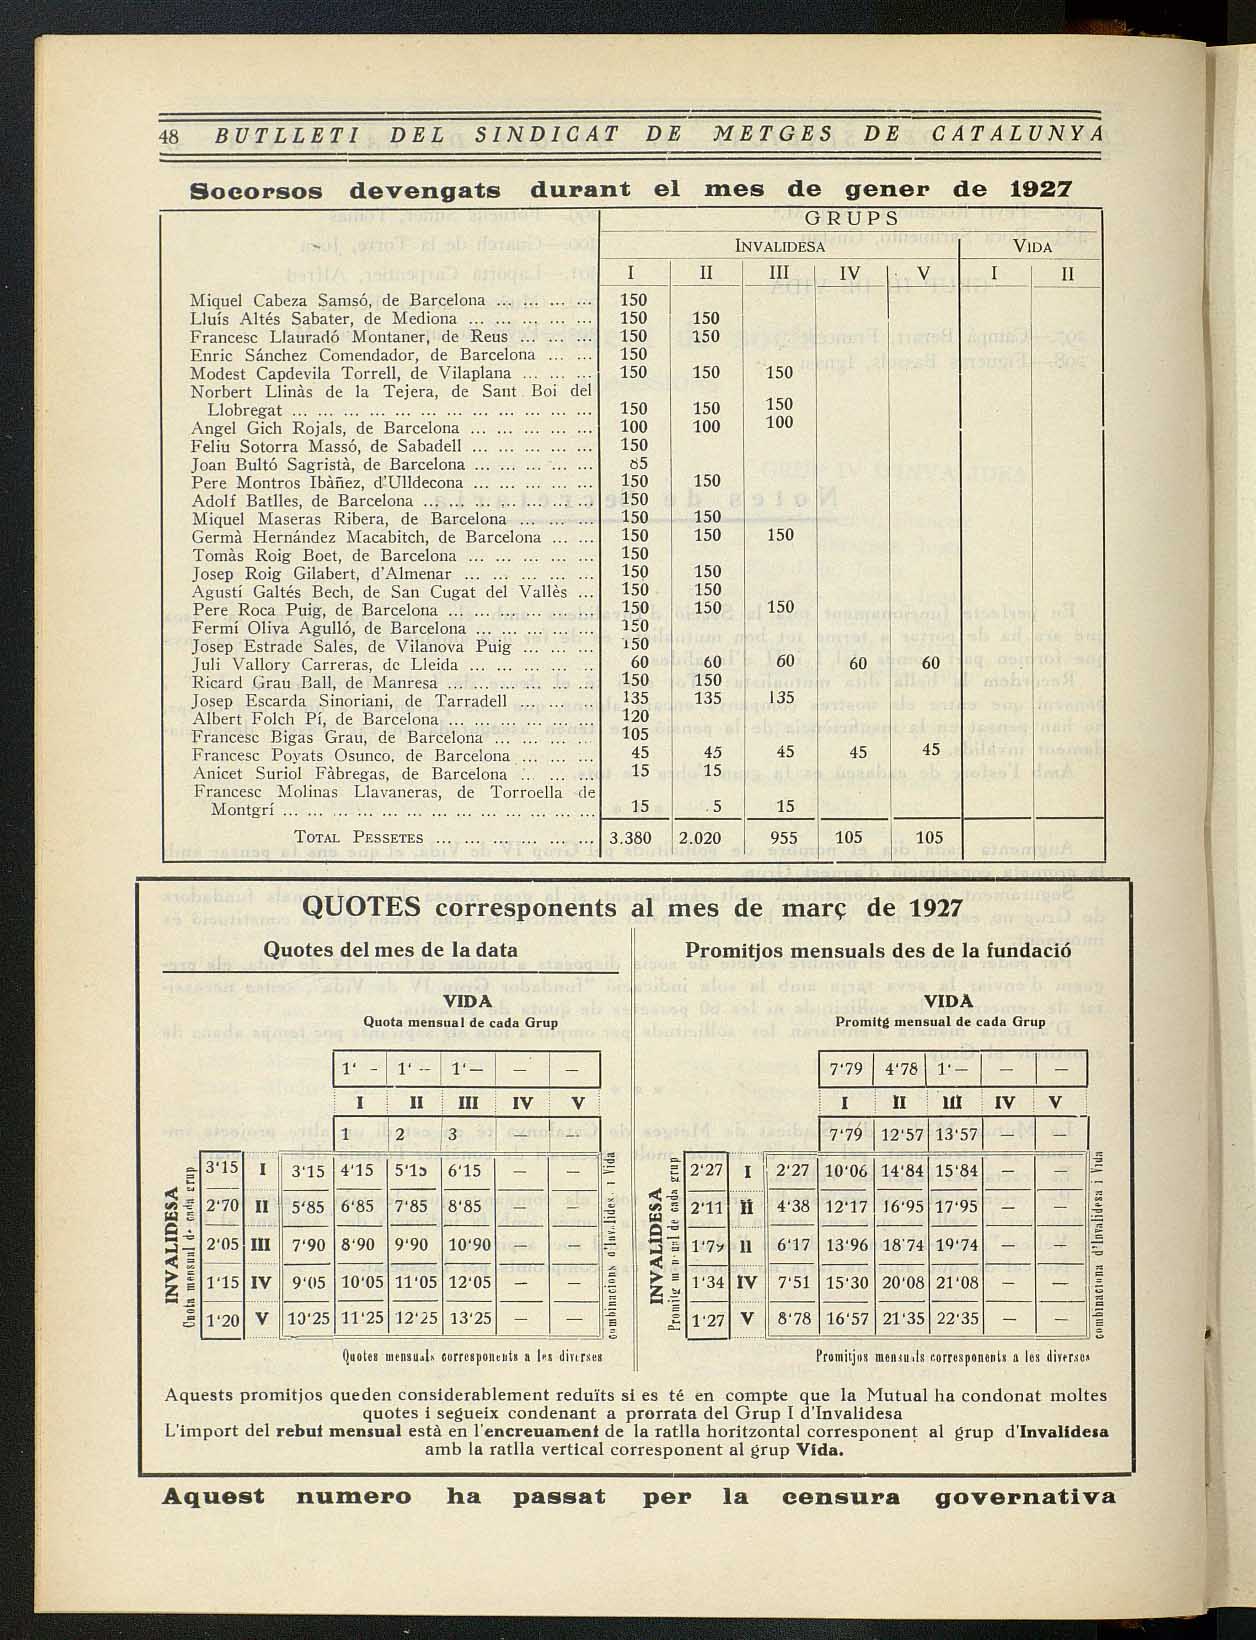 48 BUTLLETI DEL SINDICAT DE METGES DE CATALUNYA
Socorsos devengats durant el mes de gener de 1927
GRUPS
INVALIDESA VIDA
I II III IV V I II
Miquel Cabeza Samsó, de Barcelona ... ... ... ... 150
Lluís Altés Sabater, de Mediona ... ... ... ... ... 150 150
Francesc Llauradó Montaner, de Reus ... ... ... 150 150
Enric Sánchez Comendador, de Barcelona ... ... 150
Modest Capdevila Torrell, de Vilaplana ... ... ... 150 150 150
Norbert Llinàs de la Tejera, de Sant Boi del
Llobregat ... ... ... ... ... ... ... ... ... ... ... ... 150 150 150
Angel Gich Rojals, de Barcelona ... ... ... ... ... 100 100 100
Feliu Sotorra Massó, de Sabadell ... ... ... ... ... 150
Joan Bultó Sagristà, de Barcelona ... ... ... ... ... 85
Pere Montros Ibàñez, d'Ulldecona ... ... ... ... ... 150 150
Adolf Batlles, de Barcelona ... ... ... ... ... ... ... 150
Miquel Maseras Ribera, de Barcelona ... ... ... 150 150
Germà Hernández Macabitch, de Barcelona ... ... 150 150 150
Tomàs Roig Boet, de Barcelona ... ... ... ... ... 150
Josep Roig Gilabert, d'Almenar ... ... ... ... ... 150 150
Agustí Galtés Bech, de San Cugat del Vallès ... 150 150
Pere Roca Puig, de Barcelona ... ... ... ... ... ... 150 150 150
Fermí Oliva Agulló, de Barcelona ... ... ... ... ... 150
Josep Estrade Sales, de Vilanova Puig ... ... ... 150
Juli Vallory Carreras, de Lleida ... ... ... ... ... 60 60 60 60 60
Ricard Grau Ball, de Manresa ... ... ... ... ... ... 150 150
Josep Escarda Sinoriani, de Tarradell ... ... ... 135 135 135
Albert Folch Pí, de Barcelona ... ... ... ... ... ... 120
Francesc Bigas Grau, de Barcelona ... ... ... ... 105
Francesc Poyats Osunco, de Barcelona ... ... ... 45 45 45 45 45
Anicet Suriol Fàbregas, de Barcelona ... ... ... 15 15
Francesc Molinas Llavaneras, de Torroella de
Montgrí ... ... ... ... ... ... ... ... ... ... ... ... ... 15 5 15
TOTAL PESSETES ... ... ... ... ... ... 3.380 2.020 955 105 105
QUOTES corresponents al mes de març de 1927
Quotes del mes de la data
VIDA
Quota mensual de cada Grup
1' - 1' - 1' - - -
I II III IV V
1 2 3 - -
INVALIDESA
Quota mensual de cada grup
3'15 I 3'15 4'15 5'15 6'15 - -
2'70 II 5'85 6'85 7'85 8'85 - -
2'05 III 7'90 8'90 9'90 10'90 - -
1'15 IV 9'05 10'05 11'05 12'05 - -
1'20 V 10'25 11'25 12'25 13'25 - -
combinacions d'Invalidesa i Vida
Quotes mensuals corresponents a les diverses
Promitjos mensuals des de la fundació
VIDA
Promitg mensual de cada Grup
7'79 4'78 1'- - -
I II III IV V
7'79 12'57 13'57 - -
INVALIDESA
Promitg mensual de cada grup
2'27 I 2'27 10'06 14'84 15'84 - -
2'11 II 4'38 12'17 16'95 17'95 - -
1'79 II 6'17 13'96 18'74 19'74 - -
1'34 IV 7'51 15'30 20'08 21'08 - -
1'27 V 8'78 16'57 21'35 22'35 - -
combinacions d'Invalidesa i Vida
Promitjos mensuals corresponents a les diverses
Aquests promitjos queden considerablement reduïts si es té en compte que la Mutual ha condonat moltes
quotes i segueix condenant a prorrata del Grup I d'Invalidesa
L'import del rebut mensual està en l'encreuament de la ratlla horitzontal corresponent al grup d'Invalidesa
amb la ratlla vertical corresponent al grup Vida.
Aquest numero ha passat per la censura governativa